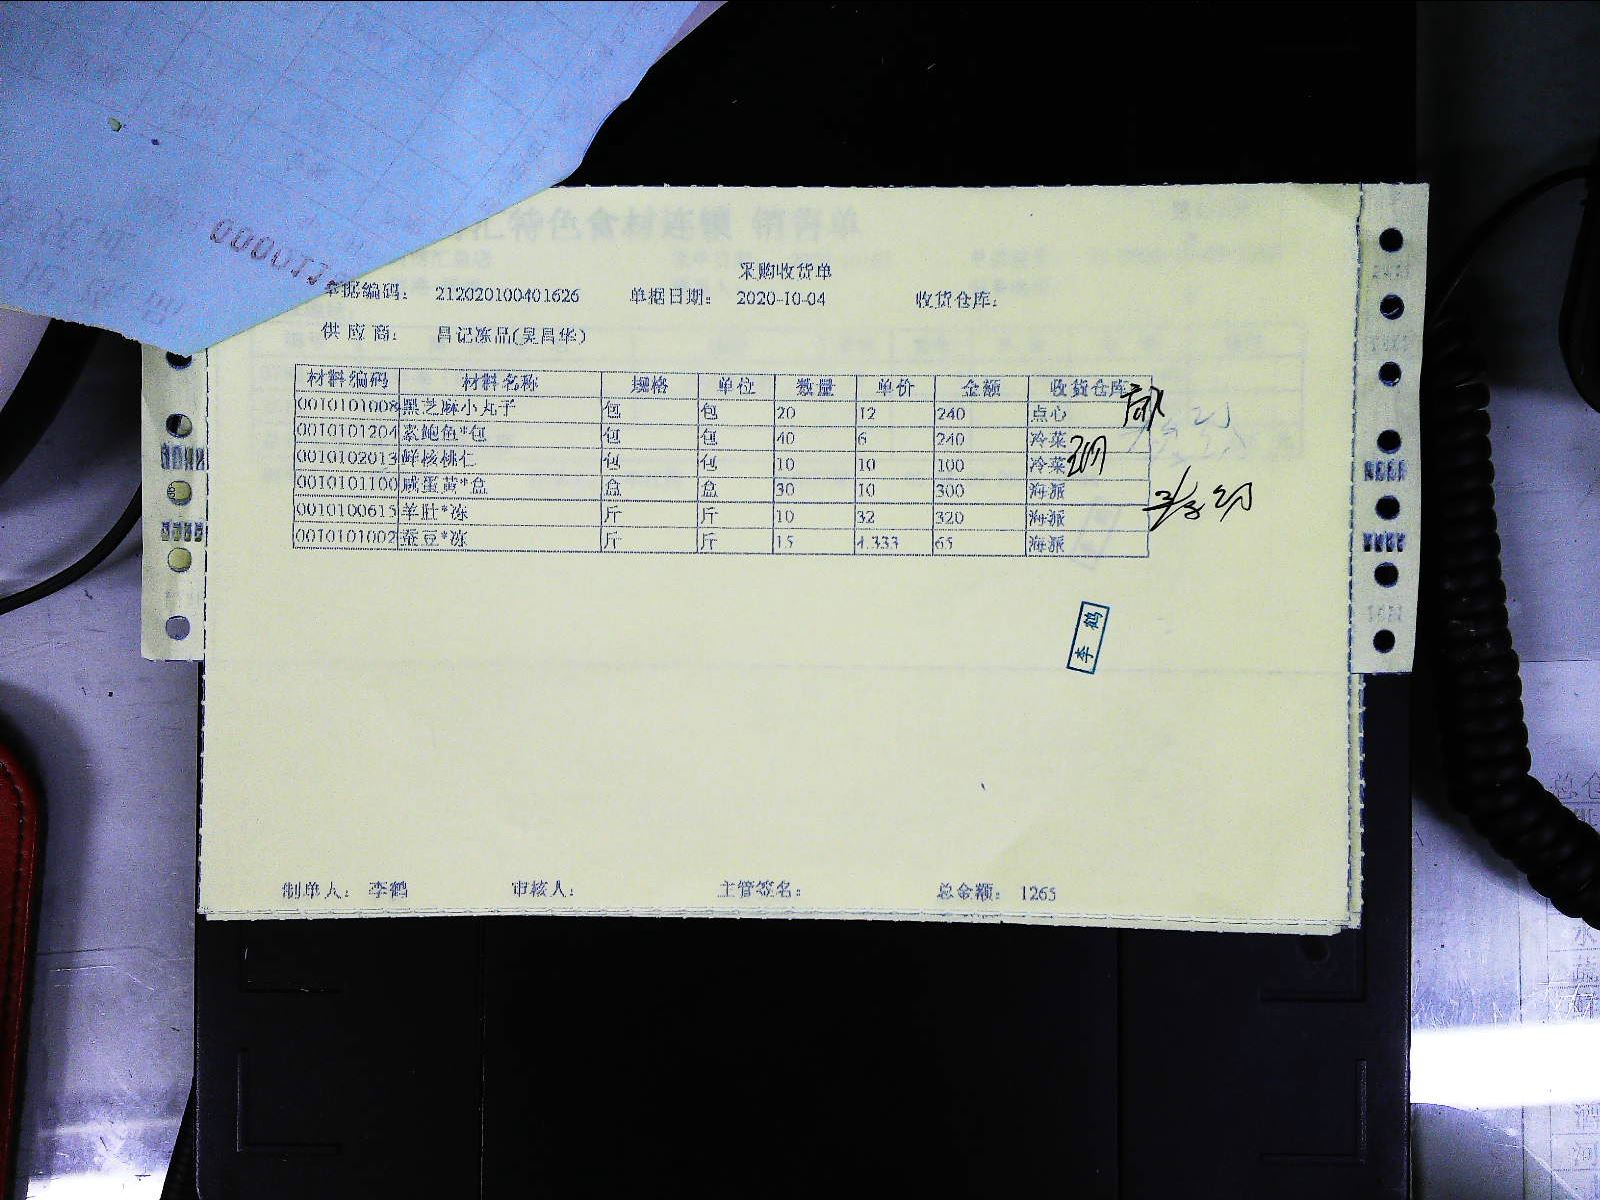 采购收货单
单据编码： 212020100401626 单据日期： 2020-10-04 收货仓库：
供应商： 昌记冻品(吴昌华)
材料编码 材料名称 规格 单位 数量 单价 金额 收货仓库
0010101008 黑芝麻小丸子 包 包 20 12 240 点心
0010101204 素鲍鱼*包 包 包 40 6 240 冷菜
0010102013 鲜核桃仁 包 包 10 10 100 冷菜
0010101100 咸蛋黄*盒 盒 盒 30 10 300 海派
0010100615 羊肚*冻 斤 斤 10 32 320 海派
0010101002 蚕豆*冻 斤 斤 15 4.333 65 海派
李鹤
制单人： 李鹤 审核人： 主管签名： 总金额： 1265